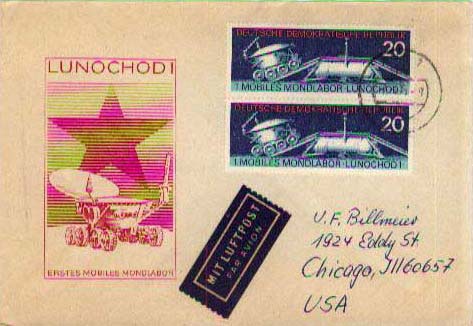 LUNOCHOD 1
ERSTES MOBILES MONDLABOR
DEUTSCHE DEMOKRATISCHE REPUBLIK
20
1 MOBILES MONDLABOR · LUNOCHOD 1
DEUTSCHE DEMOKRATISCHE REPUBLIK
20
1 MOBILES MONDLABOR · LUNOCHOD 1
MIT LUFTPOST
PAR AVION
U.F. Billmeier
1924 Eddy St.
Chicago, Ill 60657
USA